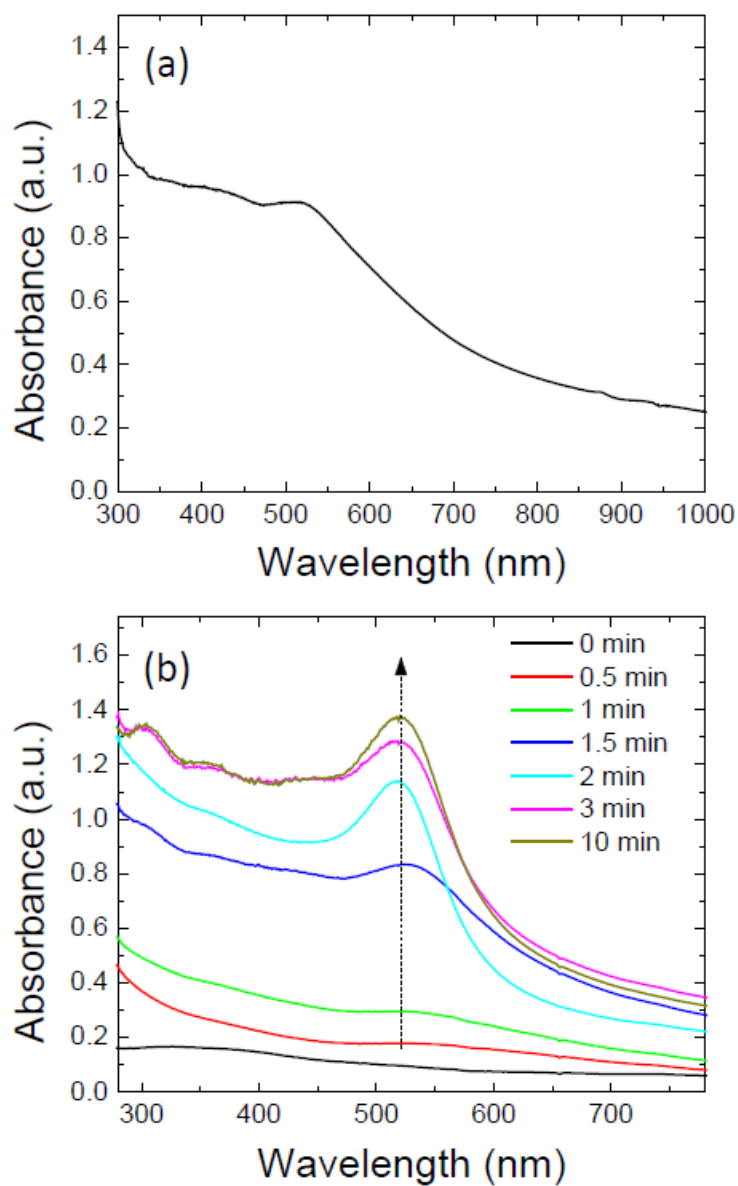 (a)
Absorbance (a.u.)
1.4
1.2
1.0
0.8
0.6
0.4
0.2
0.0
300 400 500 600 700 800 900 1000
Wavelength (nm)
(b)
Absorbance (a.u.)
1.6
1.4
1.2
1.0
0.8
0.6
0.4
0.2
0.0
0 min
0.5 min
1 min
1.5 min
2 min
3 min
10 min
300 400 500 600 700
Wavelength (nm)